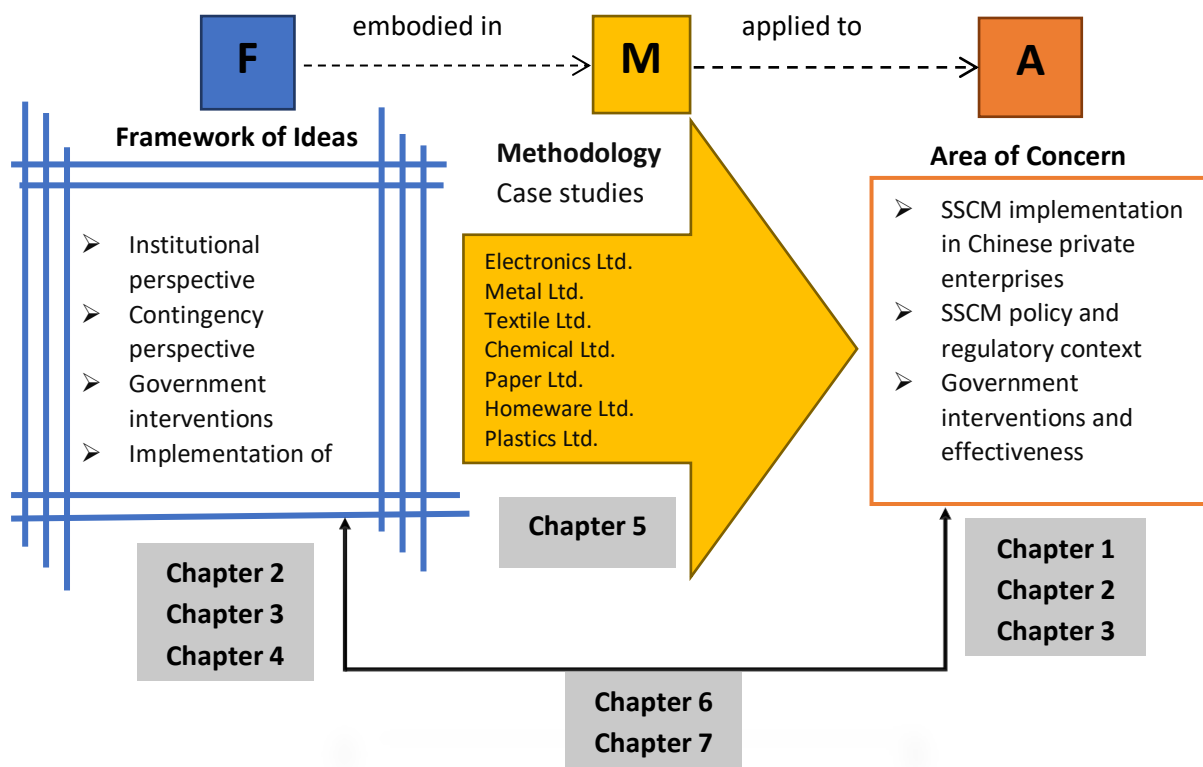 F
embodied in
M
applied to
A
Framework of Ideas
➢ Institutional
perspective
➢ Contingency
perspective
➢ Government
interventions
➢ Implementation of
Chapter 2
Chapter 3
Chapter 4
Methodology
Case studies
Electronics Ltd.
Metal Ltd.
Textile Ltd.
Chemical Ltd.
Paper Ltd.
Homeware Ltd.
Plastics Ltd.
Chapter 5
Area of Concern
➢ SSCM implementation
in Chinese private
enterprises
➢ SSCM policy and
regulatory context
➢ Government
interventions and
effectiveness
Chapter 1
Chapter 2
Chapter 3
Chapter 6
Chapter 7